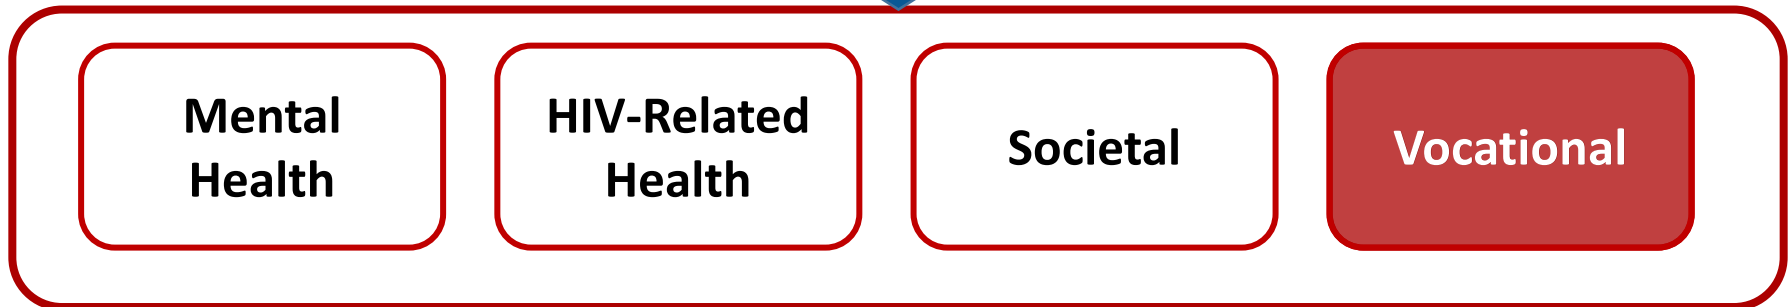 Mental
Health
HIV-Related
Health
Societal
Vocational